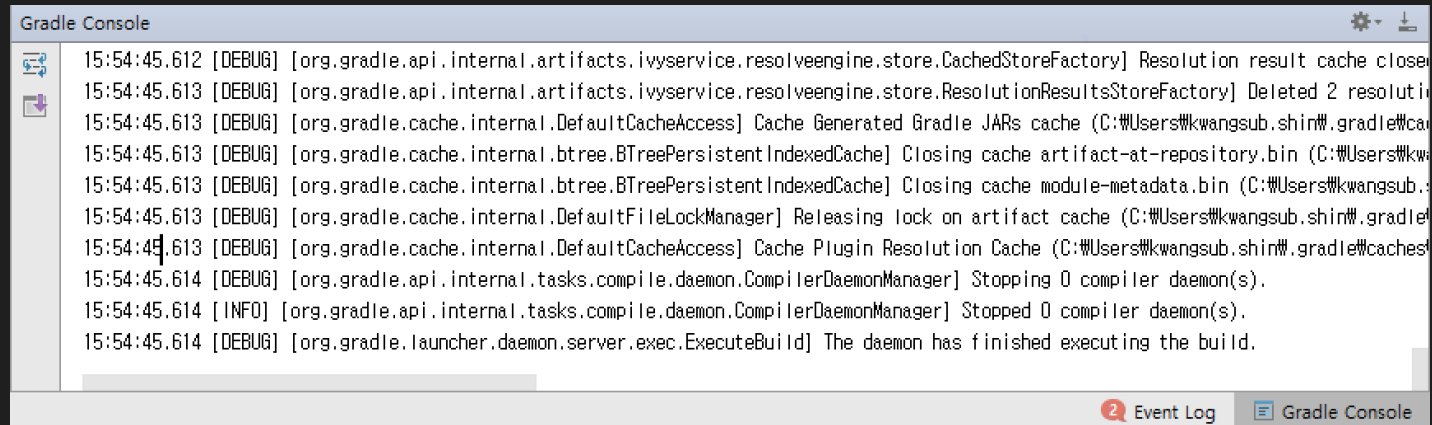 Gradle Console
15:54:45.612 [DEBUG] [org.gradle.api.internal.artifacts.ivyservice.resolveengine.store.CachedStoreFactory] Resolution result cache closed
15:54:45.613 [DEBUG] [org.gradle.api.internal.artifacts.ivyservice.resolveengine.store.ResolutionResultsStoreFactory] Deleted 2
15:54:45.613 [DEBUG] [org.gradle.cache.internal.DefaultCacheAccess] Cache Generated Gradle JARs cache (C:₩Users₩kwangsub.shin₩.gradle₩
15:54:45.613 [DEBUG] [org.gradle.cache.internal.btree.BTreePersistentIndexedCache] Closing cache artifact-at-repository.bin (C:₩Users₩
15:54:45.613 [DEBUG] [org.gradle.cache.internal.btree.BTreePersistentIndexedCache] Closing cache module-metadata.bin (C:₩Users₩kwangsub.
15:54:45.613 [DEBUG] [org.gradle.cache.internal.DefaultFileLockManager] Releasing lock on artifact cache (C:₩Users₩kwangsub.shin₩.gradle₩
15:54:45.613 [DEBUG] [org.gradle.cache.internal.DefaultCacheAccess] Cache Plugin Resolution Cache (C:₩Users₩kwangsub.shin₩.gradle₩caches₩
15:54:45.614 [DEBUG] [org.gradle.api.internal.tasks.compile.daemon.CompilerDaemonManager] Stopping 0 compiler daemon(s).
15:54:45.614 [INFO] [org.gradle.api.internal.tasks.compile.daemon.CompilerDaemonManager] Stopped 0 compiler daemon(s).
15:54:45.614 [DEBUG] [org.gradle.launcher.daemon.server.exec.ExecuteBuild] The daemon has finished executing the build.
2 Event Log Gradle Console